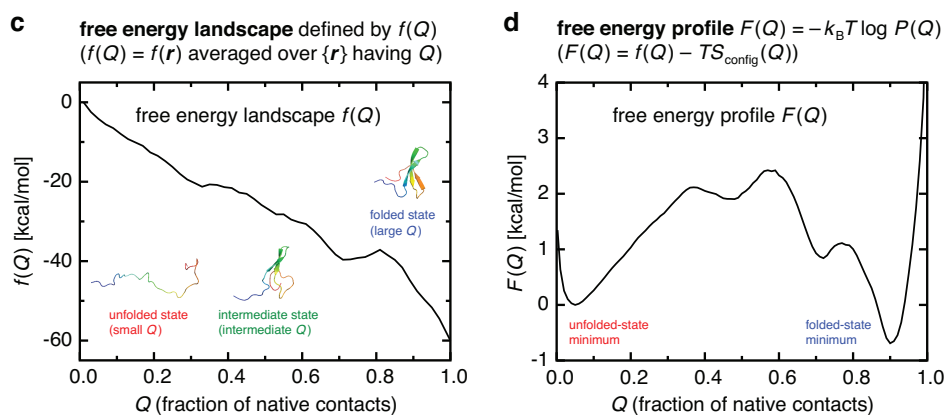 c
free energy landscape defined by f(Q)
(f(Q) = f(r) averaged over {r} having Q)
free energy landscape f(Q)
0
-20
-40
-60
f(Q) [kcal/mol]
folded state
(large Q)
unfolded state
(small Q)
intermediate state
(intermediate Q)
0.0 0.2 0.4 0.6 0.8 1.0
Q (fraction of native contacts)
d
free energy profile F(Q) = −kBT log P(Q)
(F(Q) = f(Q) − TSconfig(Q))
free energy profile F(Q)
4
3
2
1
0
-1
F(Q) [kcal/mol]
unfolded-state
minimum
folded-state
minimum
0.0 0.2 0.4 0.6 0.8 1.0
Q (fraction of native contacts)